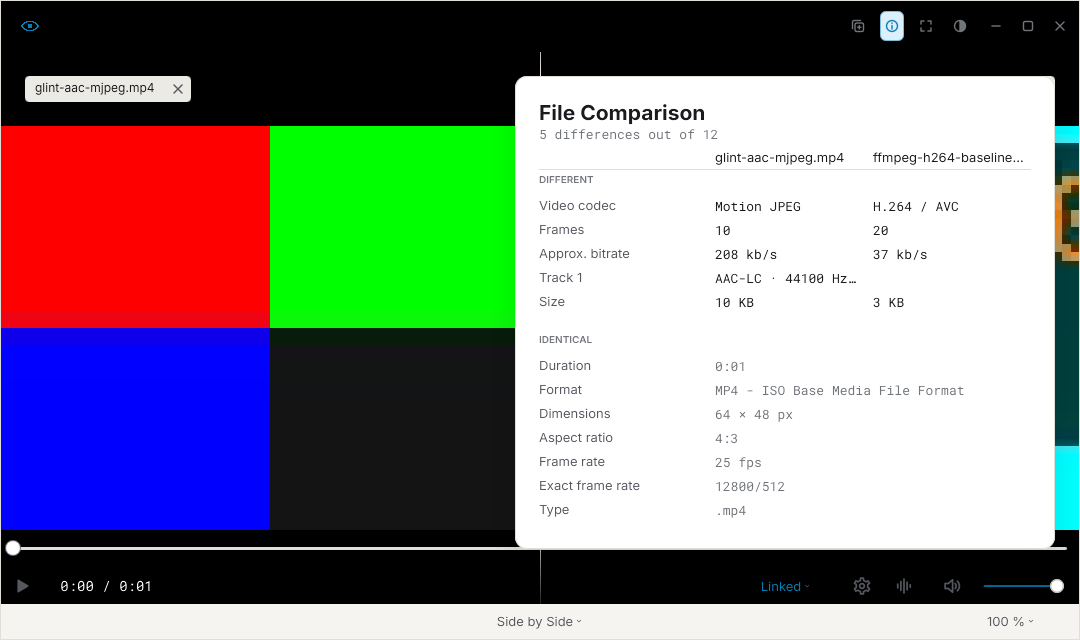 glint-aac-mjpeg.mp4
File Comparison
5 differences out of 12
glint-aac-mjpeg.mp4 ffmpeg-h264-baseline...
DIFFERENT
Video codec Motion JPEG H.264 / AVC
Frames 10 20
Approx. bitrate 208 kb/s 37 kb/s
Track 1 AAC-LC · 44100 Hz…
Size 10 KB 3 KB
IDENTICAL
Duration 0:01
Format MP4 - ISO Base Media File Format
Dimensions 64 × 48 px
Aspect ratio 4:3
Frame rate 25 fps
Exact frame rate 12800/512
Type .mp4
0:00 / 0:01
Linked
Side by Side
100 %